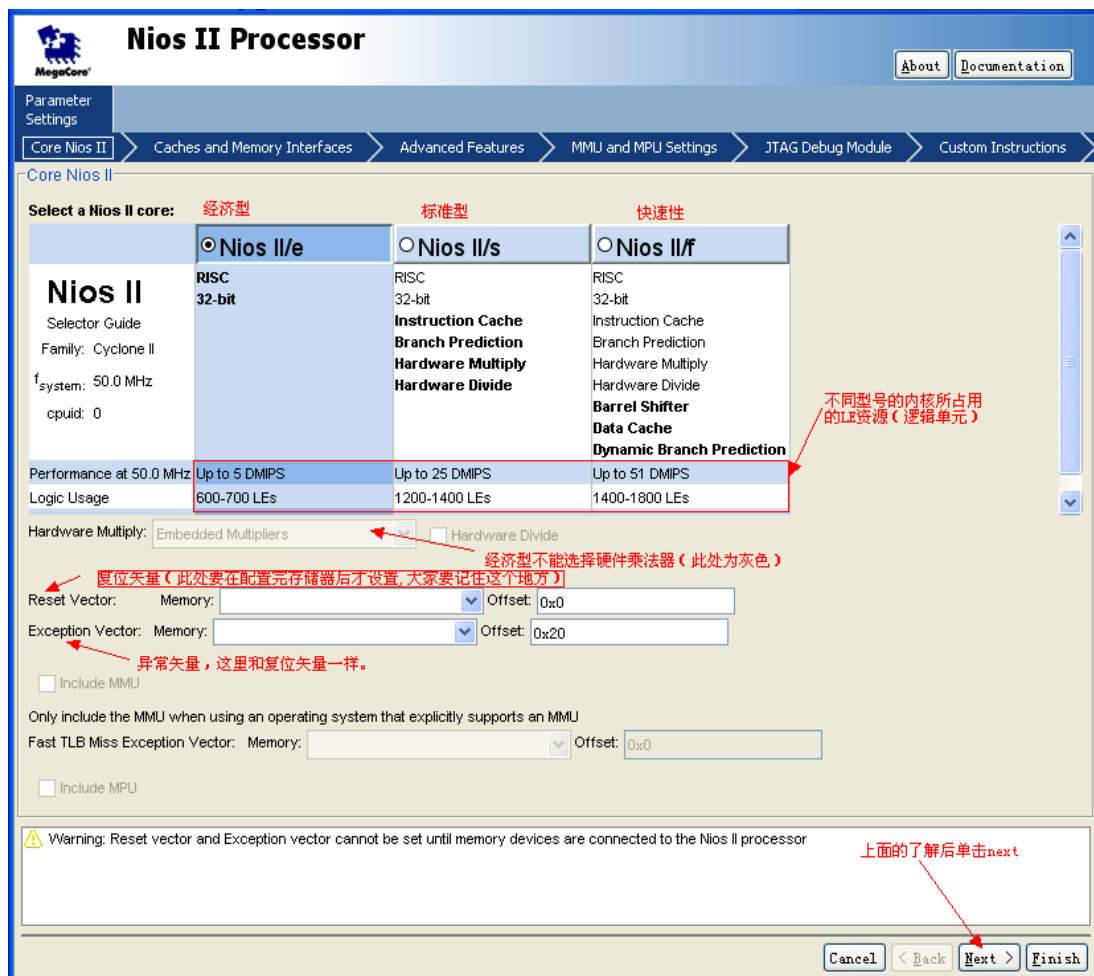 Nios II Processor
MegaCore®
About
Documentation
Parameter
Settings
Core Nios II
Caches and Memory Interfaces
Advanced Features
MMU and MPU Settings
JTAG Debug Module
Custom Instructions
Core Nios II
Select a Nios II core:
经济型
标准型
快速性
Nios II/e
Nios II/s
Nios II/f
Nios II
Selector Guide
Family: Cyclone II
fsystem: 50.0 MHz
cpuid: 0
RISC
32-bit
RISC
32-bit
Instruction Cache
Branch Prediction
Hardware Multiply
Hardware Divide
RISC
32-bit
Instruction Cache
Branch Prediction
Hardware Multiply
Hardware Divide
Barrel Shifter
Data Cache
Dynamic Branch Prediction
不同型号的内核所占用
的LE资源（逻辑单元）
Performance at 50.0 MHz Up to 5 DMIPS Up to 25 DMIPS Up to 51 DMIPS
Logic Usage 600-700 LEs 1200-1400 LEs 1400-1800 LEs
Hardware Multiply: Embedded Multipliers Hardware Divide
经济型不能选择硬件乘法器（此处为灰色）
复位矢量（此处要在配置完存储器后才设置,大家要记住这个地方）
Reset Vector: Memory: Offset: 0x0
Exception Vector: Memory: Offset: 0x20
异常矢量，这里和复位矢量一样。
Include MMU
Only include the MMU when using an operating system that explicitly supports an MMU
Fast TLB Miss Exception Vector: Memory: Offset: 0x0
Include MPU
Warning: Reset vector and Exception vector cannot be set until memory devices are connected to the Nios II processor
上面的了解后单击next
Cancel
< Back
Next >
Finish